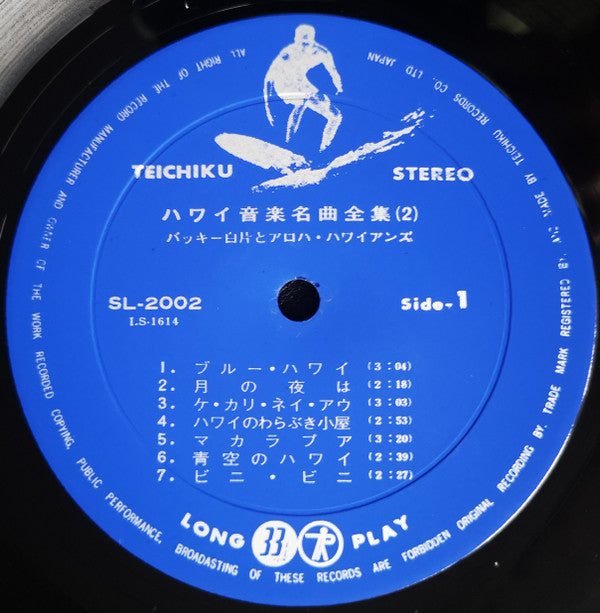 TEICHIKU STEREO
ハワイ音楽名曲全集(2)
バッキー白片とアロハ・ハワイアンズ
SL-2002 Side-1
LS-1614
1. ブルー・ハワイ (3:04)
2. 月の夜は (2:18)
3. ケ・カリ・ネイ・アウ (3:03)
4. ハワイのわらぶき小屋 (2:53)
5. マカラプア (3:20)
6. 青空のハワイ (2:39)
7. ピニ・ピニ (2:27)
LONG 33 PLAY
MADE BY TEICHIKU RECORDS CO. LTD JAPAN
ALL RIGHT OF THE RECORD MANUFACTURER AND OWNER OF THE WORK RECORDED COPYING, PUBLIC PERFORMANCE, BROADASTING OF THESE RECORDS ARE FORBIDDEN ORIGINAL RECORDING BY. TRADE MARK REGISTERED